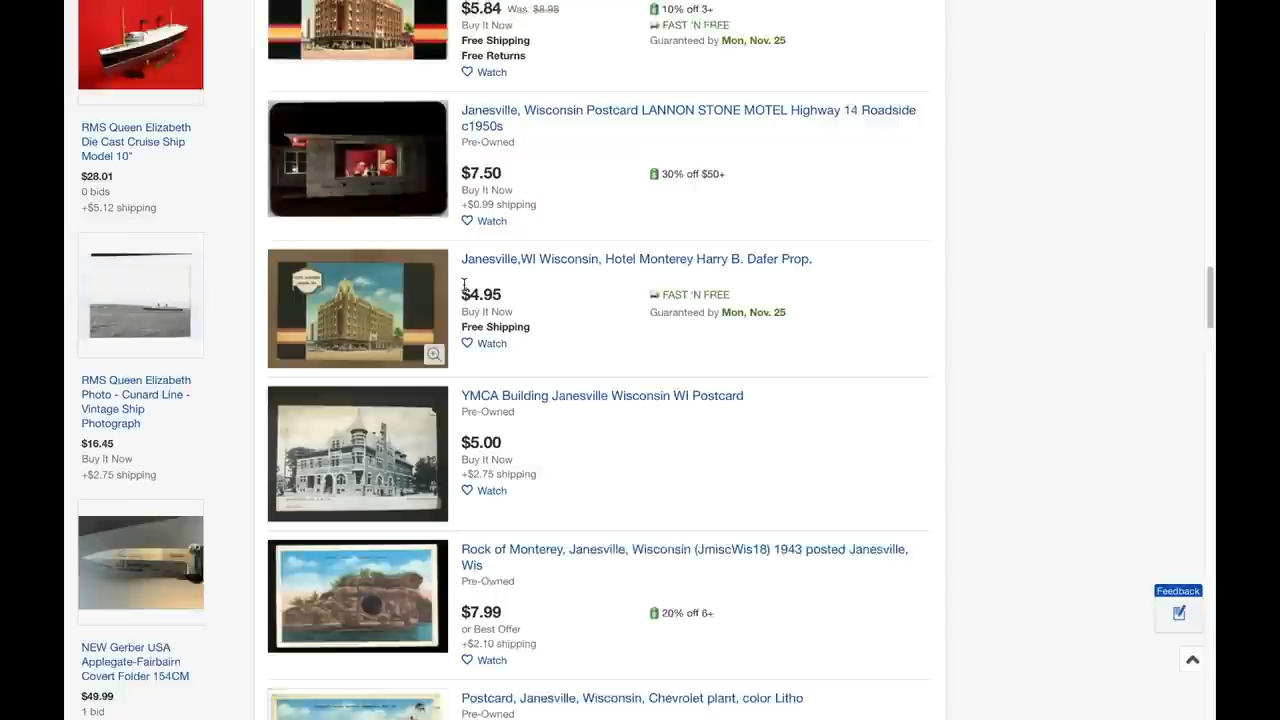 RMS Queen Elizabeth
Die Cast Cruise Ship
Model 10"
$28.01
0 bids
+$5.12 shipping
RMS Queen Elizabeth
Photo - Cunard Line -
Vintage Ship
Photograph
$16.45
Buy It Now
+$2.75 shipping
NEW Gerber USA
Applegate-Fairbairn
Covert Folder 154CM
$49.99
1 bid
$5.84 Was: $8.98
Buy It Now
Free Shipping
Free Returns
Watch
10% off 3+
FAST 'N FREE
Guaranteed by Mon, Nov. 25
Janesville, Wisconsin Postcard LANNON STONE MOTEL Highway 14 Roadside
c1950s
Pre-Owned
$7.50
Buy It Now
+$0.99 shipping
Watch
30% off $50+
Janesville,WI Wisconsin, Hotel Monterey Harry B. Dafer Prop.
$4.95
Buy It Now
Free Shipping
Watch
FAST 'N FREE
Guaranteed by Mon, Nov. 25
YMCA Building Janesville Wisconsin WI Postcard
Pre-Owned
$5.00
Buy It Now
+$2.75 shipping
Watch
Rock of Monterey, Janesville, Wisconsin (JmiscWis18) 1943 posted Janesville,
Wis
Pre-Owned
$7.99
or Best Offer
+$2.10 shipping
Watch
20% off 6+
Postcard, Janesville, Wisconsin, Chevrolet plant, color Litho
Pre-Owned
Feedback